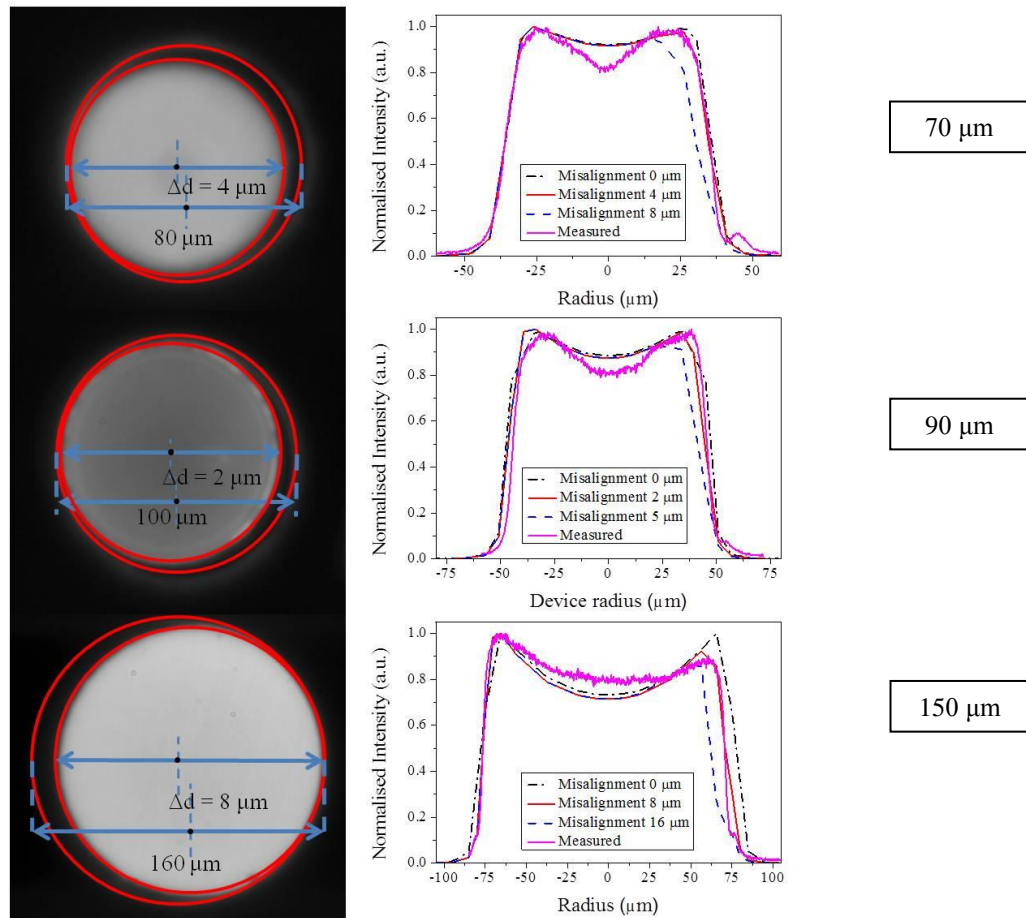 Δd = 4 μm
80 μm
Normalised Intensity (a.u.)
1.0
0.8
0.6
0.4
0.2
0.0
Misalignment 0 μm
Misalignment 4 μm
Misalignment 8 μm
Measured
-50 -25 0 25 50
Radius (μm)
70 μm
Δd = 2 μm
100 μm
Normalised Intensity (a.u.)
1.0
0.8
0.6
0.4
0.2
0.0
Misalignment 0 μm
Misalignment 2 μm
Misalignment 5 μm
Measured
-75 -50 -25 0 25 50 75
Device radius (μm)
90 μm
Δd = 8 μm
160 μm
Normalised Intensity (a.u.)
1.0
0.8
0.6
0.4
0.2
0.0
Misalignment 0 μm
Misalignment 8 μm
Misalignment 16 μm
Measured
-100 -75 -50 -25 0 25 50 75 100
Radius (μm)
150 μm